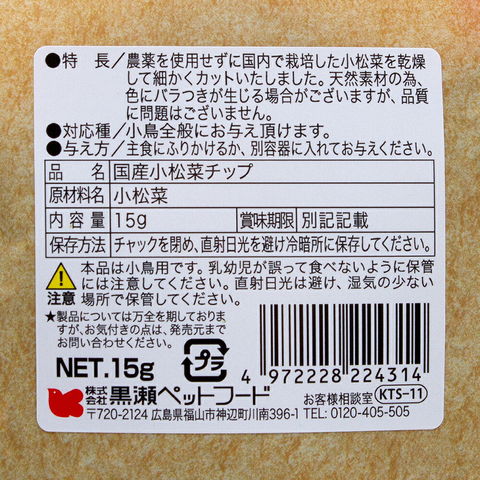 ●特 長/農薬を使用せずに国内で栽培した小松菜を乾燥
して細かくカットいたしました。天然素材の為、
色にバラつきが生じる場合がございますが、品質
に問題はございません。
●対応種/小鳥全般にお与え頂けます。
●与え方/主食にふりかけるか、別容器に入れてお与えください。
品名 国産小松菜チップ
原材料名 小松菜
内容量 15g 賞味期限 別記記載
保存方法 チャックを閉め、直射日光を避け冷暗所に保存してください。
注意 本品は小鳥用です。乳幼児が誤って食べないように保管
には注意してください。直射日光は避け、湿気の少ない
場所で保管してください。
★製品については万全を期しておりま
すが、お気付きの点は、発売元まで
お問い合わせください。
NET.15g
プラ
4 972228 224314
株式会社黒瀬ペットフード
お客様相談室 KTS-11
〒720-2124 広島県福山市神辺町川南396-1 TEL:0120-405-505